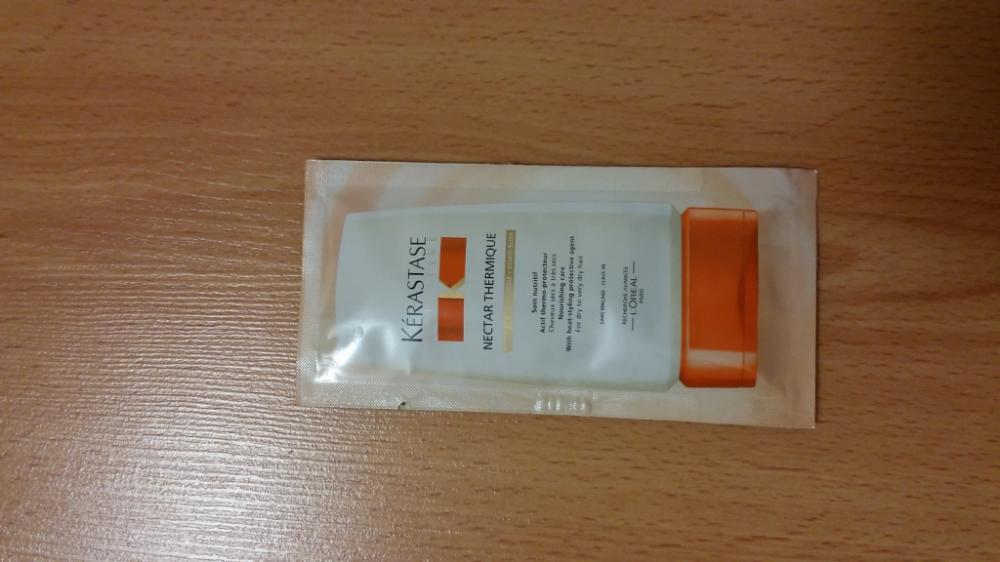 KÉRASTASE
NECTAR THERMIQUE
Soin nutritif
Actif thermo-protecteur
Cheveux secs à très secs
Nourishing care
With heat-styling protective agent
For dry to very dry hair
SANS RINÇAGE - LEAVE-IN
RECHERCHE AVANCÉE
L'ORÉAL
PARIS